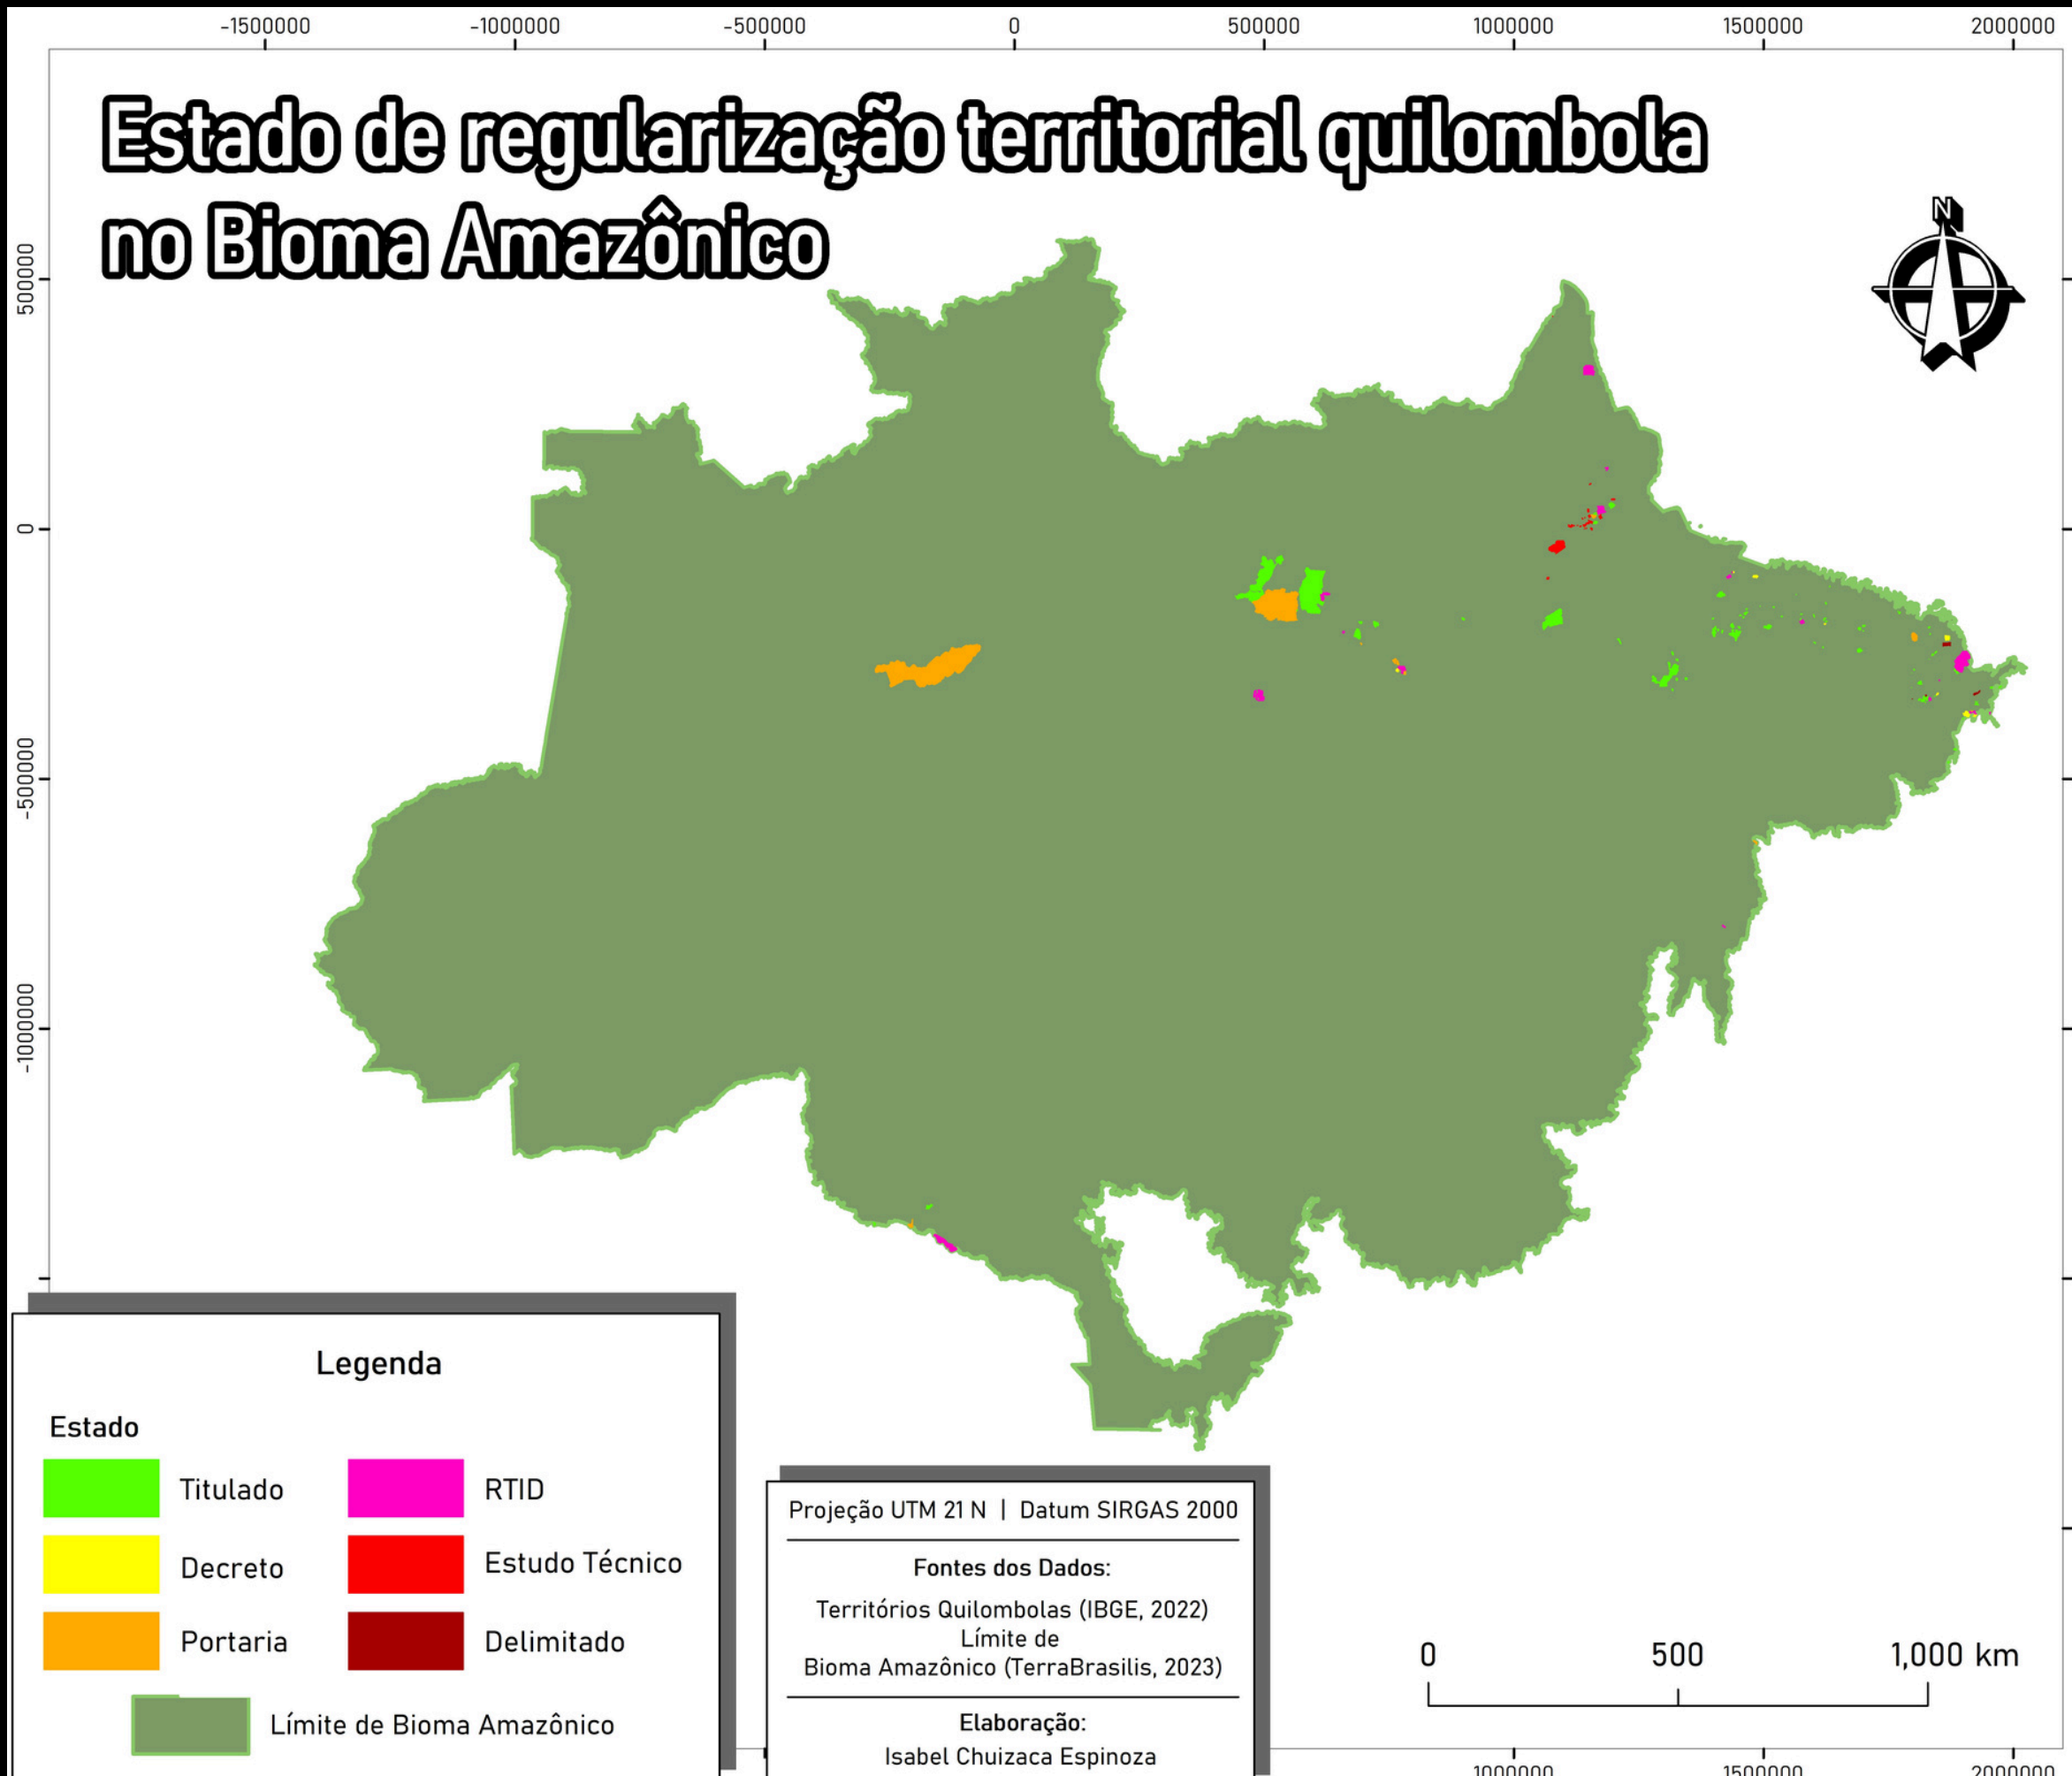 -1500000 -1000000 -500000 0 500000 1000000 1500000 2000000
Estado de regularização territorial quilombola
no Bioma Amazônico
N
500000
0
-500000
-1000000
Legenda
Estado
Titulado
RTID
Decreto
Estudo Técnico
Portaria
Delimitado
Límite de Bioma Amazônico
Projeção UTM 21 N | Datum SIRGAS 2000
Fontes dos Dados:
Territórios Quilombolas (IBGE, 2022)
Límite de
Bioma Amazônico (TerraBrasilis, 2023)
Elaboração:
Isabel Chuizaca Espinoza
0 500 1,000 km
1000000 1500000 2000000